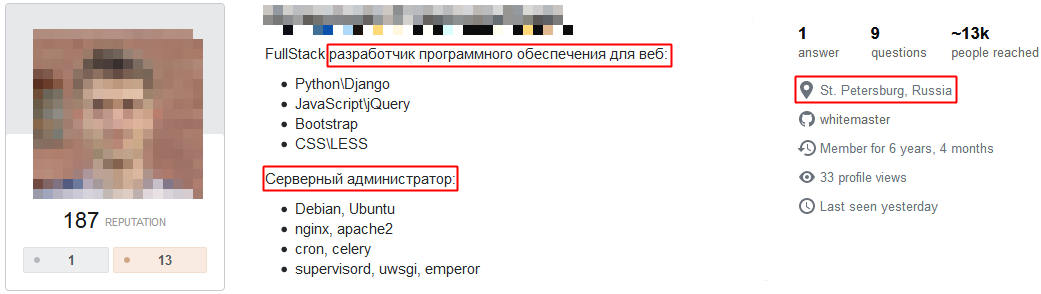 187 REPUTATION
1
13
FullStack разработчик программного обеспечения для веб:
Python\Django
JavaScript\jQuery
Bootstrap
CSS\LESS
Серверный администратор:
Debian, Ubuntu
nginx, apache2
cron, celery
supervisord, uwsgi, emperor
1 9 ~13k
answer questions people reached
St. Petersburg, Russia
whitemaster
Member for 6 years, 4 months
33 profile views
Last seen yesterday